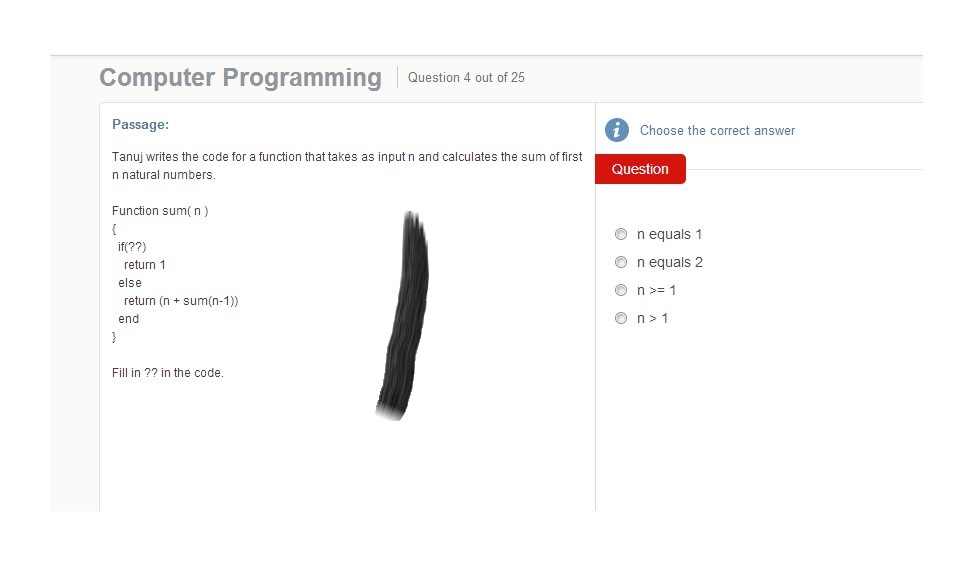 Computer Programming
Question 4 out of 25
Passage:
Tanuj writes the code for a function that takes as input n and calculates the sum of first
n natural numbers.
Function sum( n )
{
if(??)
return 1
else
return (n + sum(n-1))
end
}
Fill in ?? in the code.
i Choose the correct answer
Question
n equals 1
n equals 2
n >= 1
n > 1